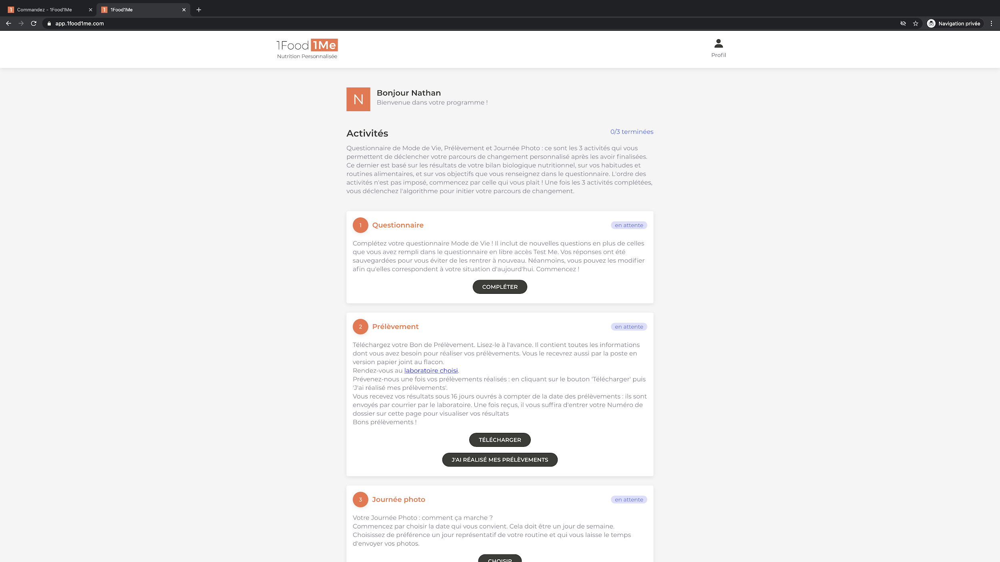 Commandez - 1Food1Me
1Food1Me
app.1food1me.com
Navigation privée
1Food 1Me
Nutrition Personnalisée
Profil
N
Bonjour Nathan
Bienvenue dans votre programme !
Activités
0/3 terminées
Questionnaire de Mode de Vie, Prélèvement et Journée Photo : ce sont les 3 activités qui vous
permettent de déclencher votre parcours de changement personnalisé après les avoir finalisées.
Ce dernier est basé sur les résultats de votre bilan biologique nutritionnel, sur vos habitudes et
routines alimentaires, et sur vos objectifs que vous renseignez dans le questionnaire. L'ordre des
activités n'est pas imposé, commencez par celle qui vous plait ! Une fois les 3 activités complétées,
vous déclenchez l'algorithme pour initier votre parcours de changement.
1 Questionnaire
en attente
Complétez votre questionnaire Mode de Vie ! Il inclut de nouvelles questions en plus de celles
que vous avez rempli dans le questionnaire en libre accès Test Me. Vos réponses ont été
sauvegardées pour vous éviter de les rentrer à nouveau. Néanmoins, vous pouvez les modifier
afin qu'elles correspondent à votre situation d'aujourd'hui. Commencez !
COMPLÉTER
2 Prélèvement
en attente
Téléchargez votre Bon de Prélèvement. Lisez-le à l'avance. Il contient toutes les informations
dont vous avez besoin pour réaliser vos prélèvements. Vous le recevrez aussi par la poste en
version papier joint au flacon.
Rendez-vous au laboratoire choisi.
Prévenez-nous une fois vos prélèvements réalisés : en cliquant sur le bouton 'Télécharger' puis
'J'ai réalisé mes prélèvements'.
Vous recevez vos résultats sous 16 jours ouvrés à compter de la date des prélèvements : ils sont
envoyés par courrier par le laboratoire. Une fois reçus, il vous suffira d'entrer votre Numéro de
dossier sur cette page pour visualiser vos résultats
Bons prélèvements !
TÉLÉCHARGER
J'AI RÉALISÉ MES PRÉLÈVEMENTS
3 Journée photo
en attente
Votre Journée Photo : comment ça marche ?
Commencez par choisir la date qui vous convient. Cela doit être un jour de semaine.
Choisissez de préférence un jour représentatif de votre routine et qui vous laisse le temps
d'envoyer vos photos.
CHOISIR